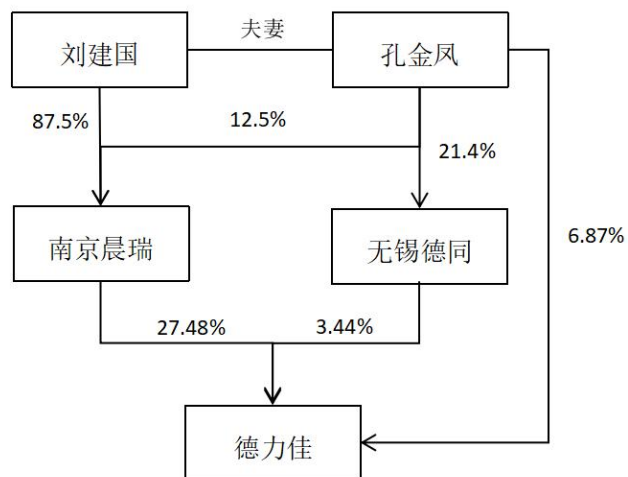 夫妻
刘建国
孔金凤
87.5%
12.5%
21.4%
南京晨瑞
无锡德同
6.87%
27.48%
3.44%
德力佳